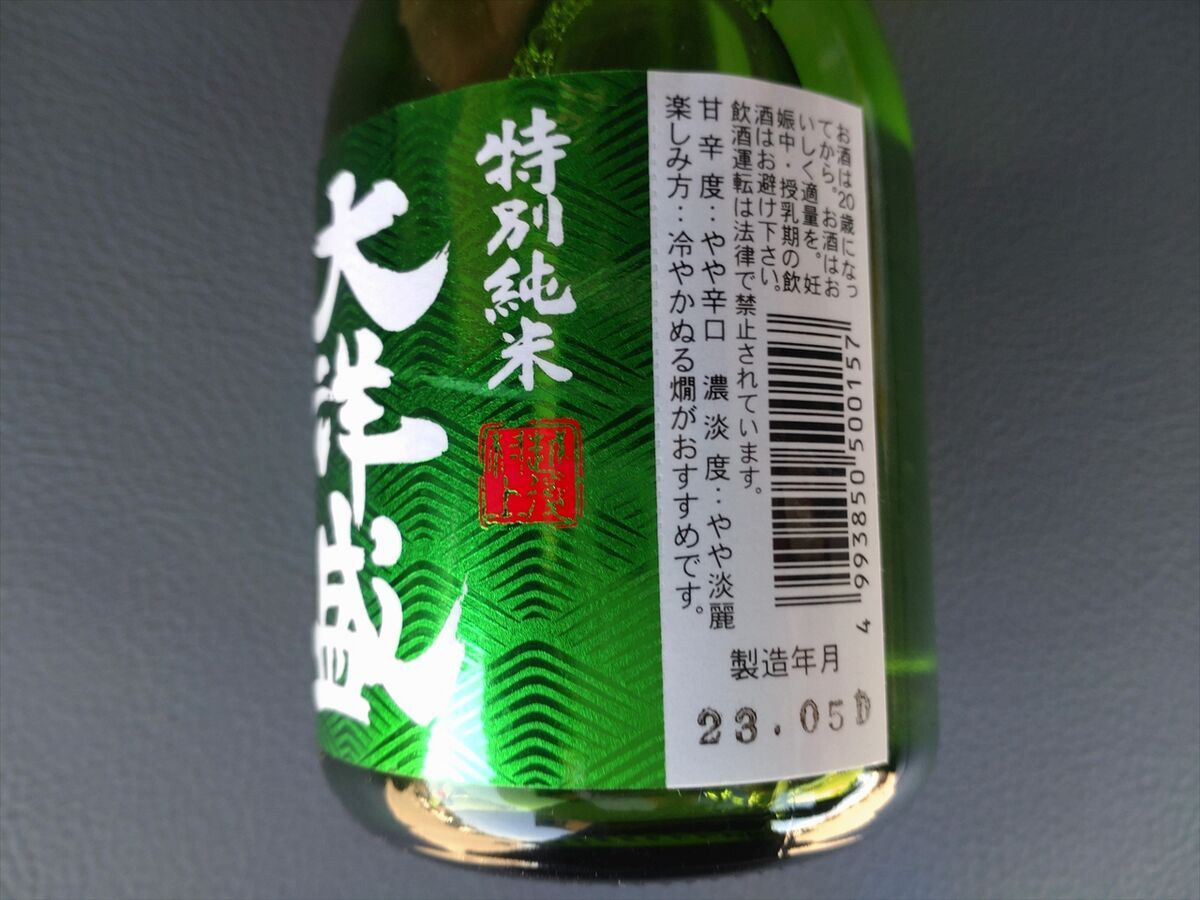 お酒は20歳になっ
てから。お酒はお
いしく適量を。妊
娠中・授乳期の飲
酒はお避け下さい。
飲酒運転は法律で禁止されています。
甘辛度:やや辛口 濃淡度:やや淡麗
楽しみ方:冷やかぬる燗がおすすめです。
4 993850 500157
製造年月
23.05D
特別純米
大洋盛